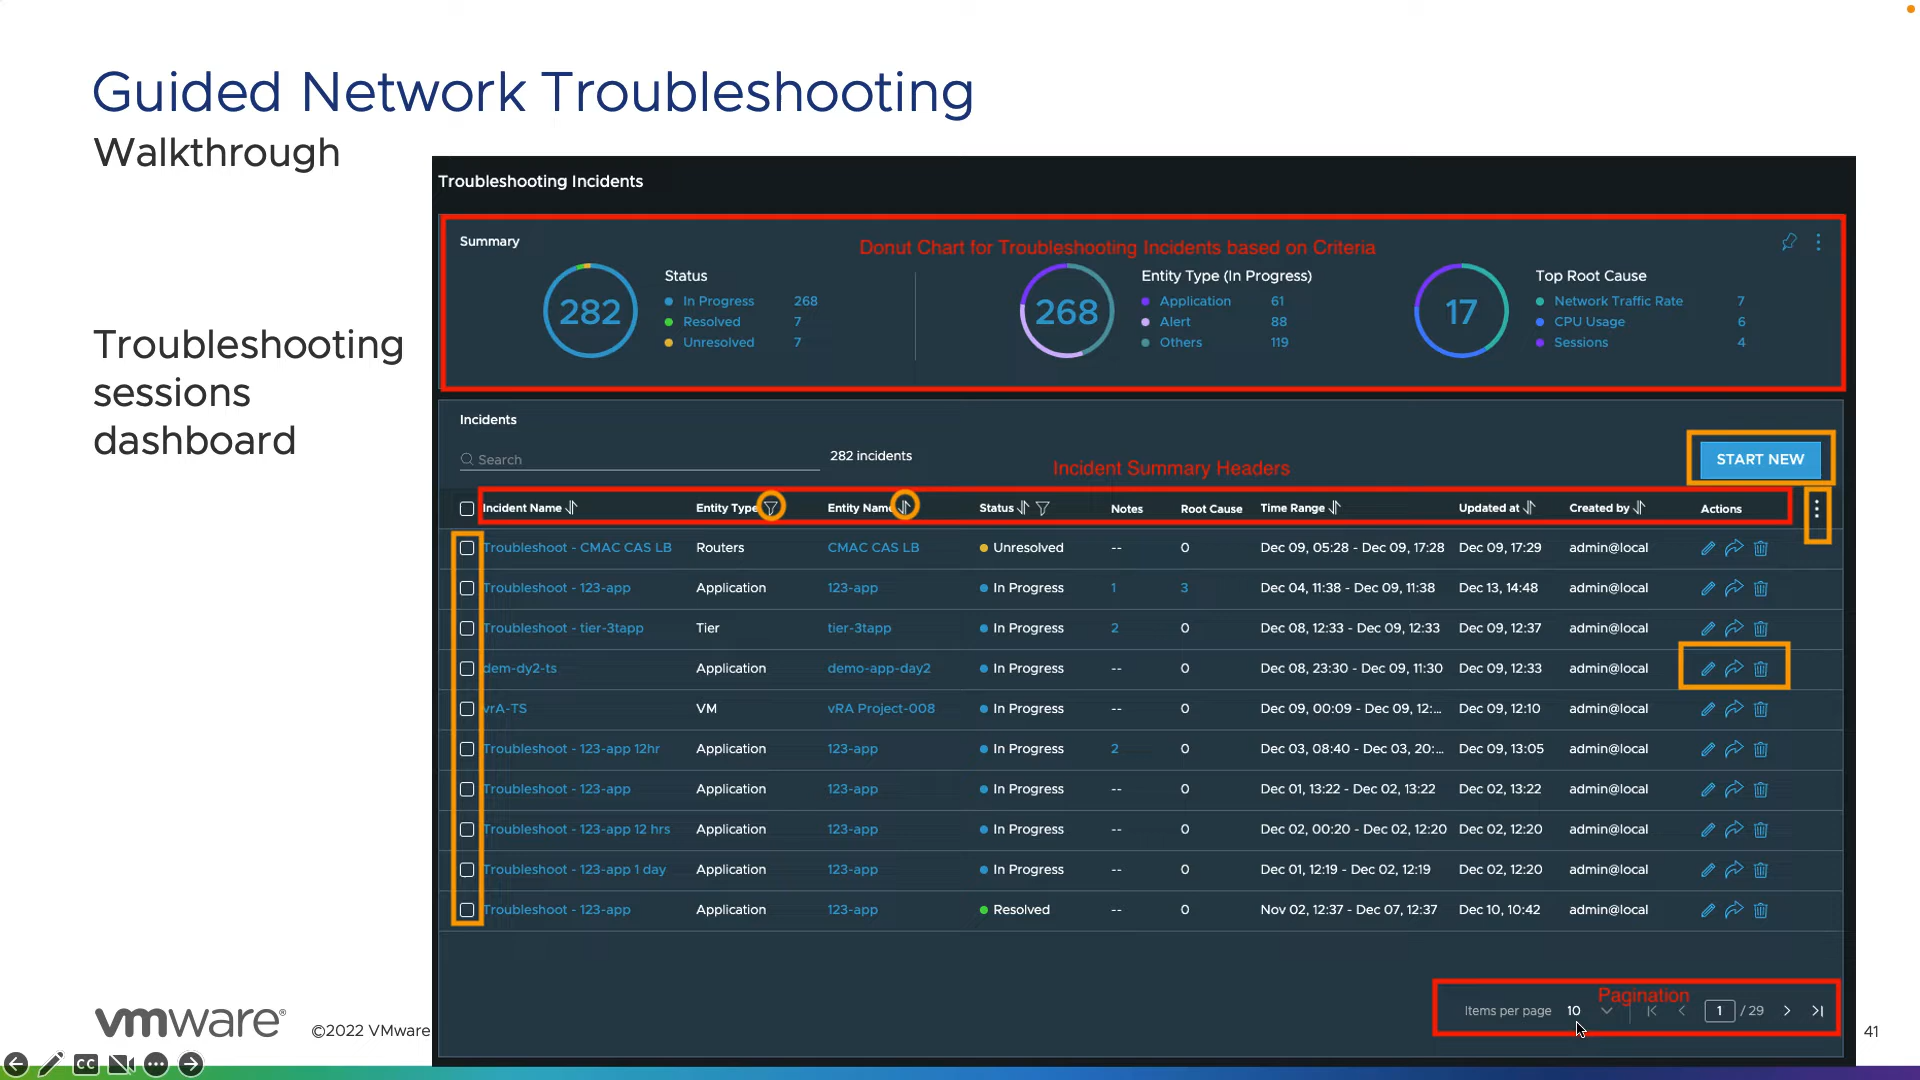 Guided Network Troubleshooting
Walkthrough
Troubleshooting
sessions
dashboard
Troubleshooting Incidents
Summary
Donut Chart for Troubleshooting Incidents based on Criteria
282
Status
In Progress 268
Resolved 7
Unresolved 7
268
Entity Type (In Progress)
Application 61
Alert 88
Others 119
17
Top Root Cause
Network Traffic Rate 7
CPU Usage 6
Sessions 4
Incidents
Search
282 incidents
Incident Summary Headers
START NEW
Incident Name Entity Type Entity Name Status Notes Root Cause Time Range Updated at Created by Actions
Troubleshoot - CMAC CAS LB Routers CMAC CAS LB Unresolved -- 0 Dec 09, 05:28 - Dec 09, 17:28 Dec 09, 17:29 admin@local
Troubleshoot - 123-app Application 123-app In Progress 1 3 Dec 04, 11:38 - Dec 09, 11:38 Dec 13, 14:48 admin@local
Troubleshoot - tier-3tapp Tier tier-3tapp In Progress 2 0 Dec 08, 12:33 - Dec 09, 12:33 Dec 09, 12:37 admin@local
dem-dy2-ts Application demo-app-day2 In Progress -- 0 Dec 08, 23:30 - Dec 09, 11:30 Dec 09, 12:33 admin@local
vrA-TS VM vRA Project-008 In Progress -- 0 Dec 09, 00:09 - Dec 09, 12:... Dec 09, 12:10 admin@local
Troubleshoot - 123-app 12hr Application 123-app In Progress 2 0 Dec 03, 08:40 - Dec 03, 20:... Dec 09, 13:05 admin@local
Troubleshoot - 123-app Application 123-app In Progress -- 0 Dec 01, 13:22 - Dec 02, 13:22 Dec 02, 13:22 admin@local
Troubleshoot - 123-app 12 hrs Application 123-app In Progress -- 0 Dec 02, 00:20 - Dec 02, 12:20 Dec 02, 12:20 admin@local
Troubleshoot - 123-app 1 day Application 123-app In Progress -- 0 Dec 01, 12:19 - Dec 02, 12:19 Dec 02, 12:20 admin@local
Troubleshoot - 123-app Application 123-app Resolved -- 0 Nov 02, 12:37 - Dec 07, 12:37 Dec 10, 10:42 admin@local
Pagination
Items per page 10 1 / 29
vmware®
©2022 VMware
41
CC